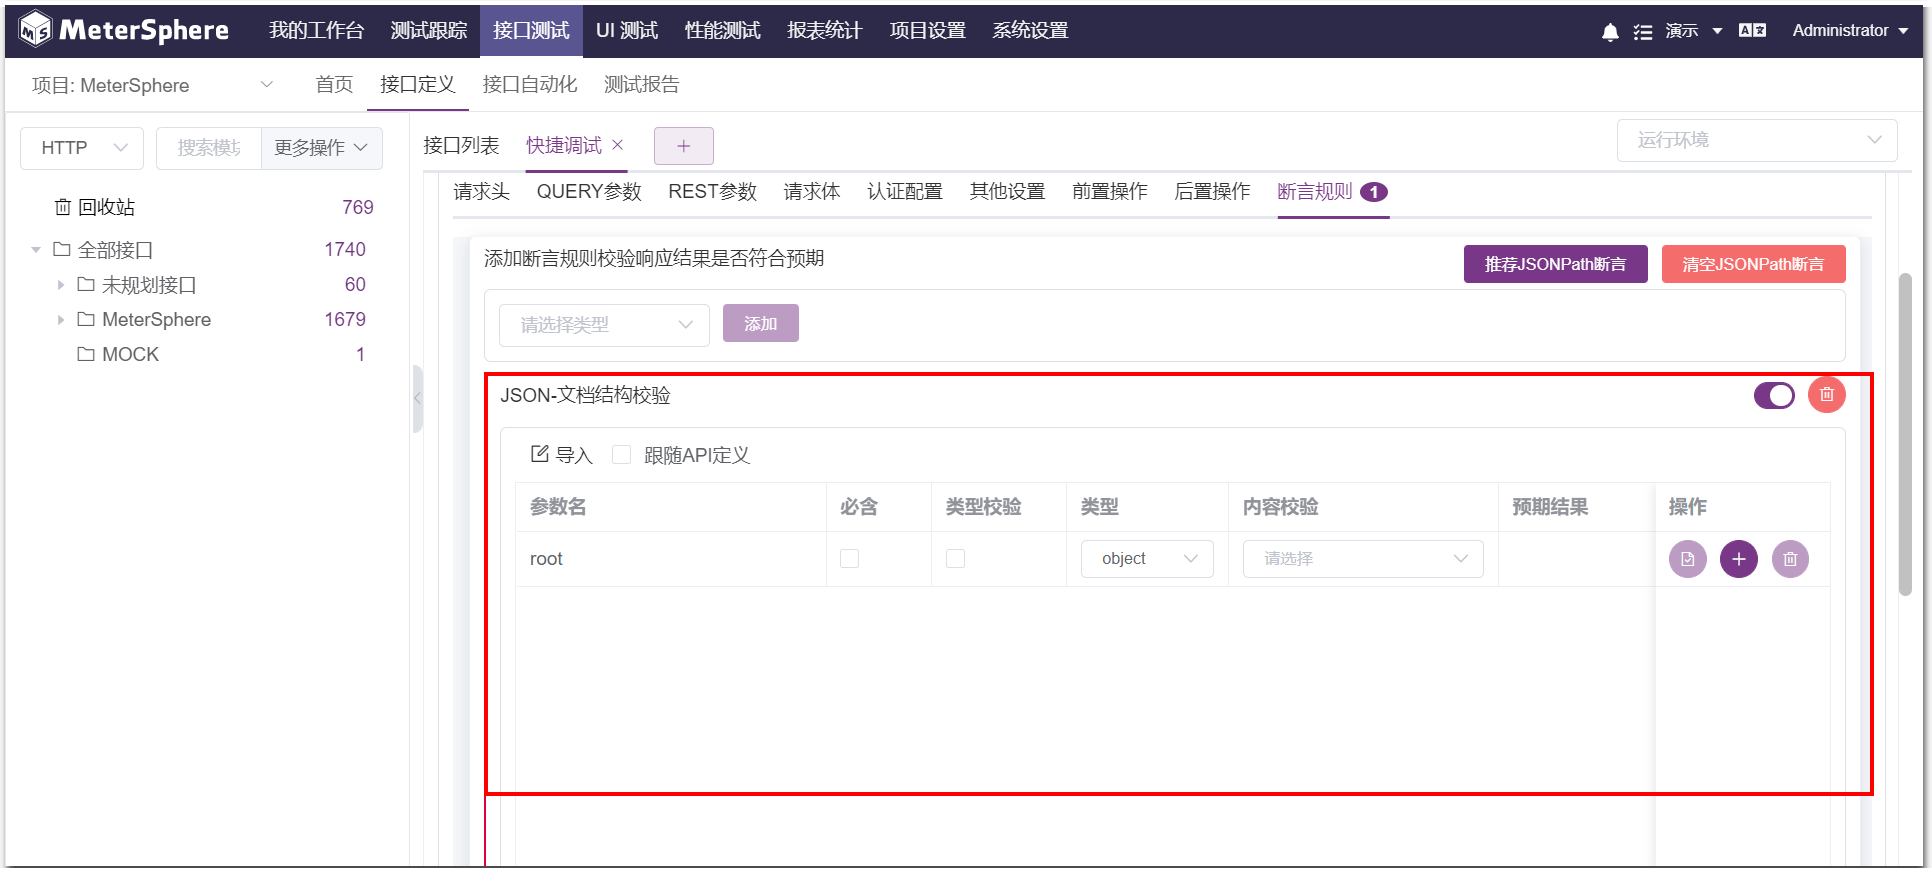 MeterSphere 我的工作台 测试跟踪 接口测试 UI 测试 性能测试 报表统计 项目设置 系统设置 演示 Administrator
项目: MeterSphere 首页 接口定义 接口自动化 测试报告
HTTP 搜索模块 更多操作
回收站 769
全部接口 1740
未规划接口 60
MeterSphere 1679
MOCK 1
接口列表 快捷调试 × + 运行环境
请求头 QUERY参数 REST参数 请求体 认证配置 其他设置 前置操作 后置操作 断言规则 1
添加断言规则校验响应结果是否符合预期 推荐JSONPath断言 清空JSONPath断言
请选择类型 添加
JSON-文档结构校验
导入 跟随API定义
参数名 必含 类型校验 类型 内容校验 预期结果 操作
root object 请选择